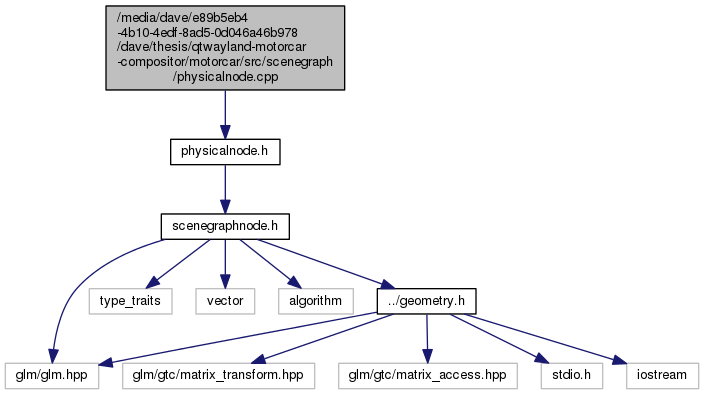 /media/dave/e89b5eb4
-4b10-4edf-8ad5-0d046a46b978
/dave/thesis/qtwayland-motorcar
-compositor/motorcar/src/scenegraph
/physicalnode.cpp
physicalnode.h
scenegraphnode.h
type_traits
vector
algorithm
../geometry.h
glm/glm.hpp
glm/gtc/matrix_transform.hpp
glm/gtc/matrix_access.hpp
stdio.h
iostream